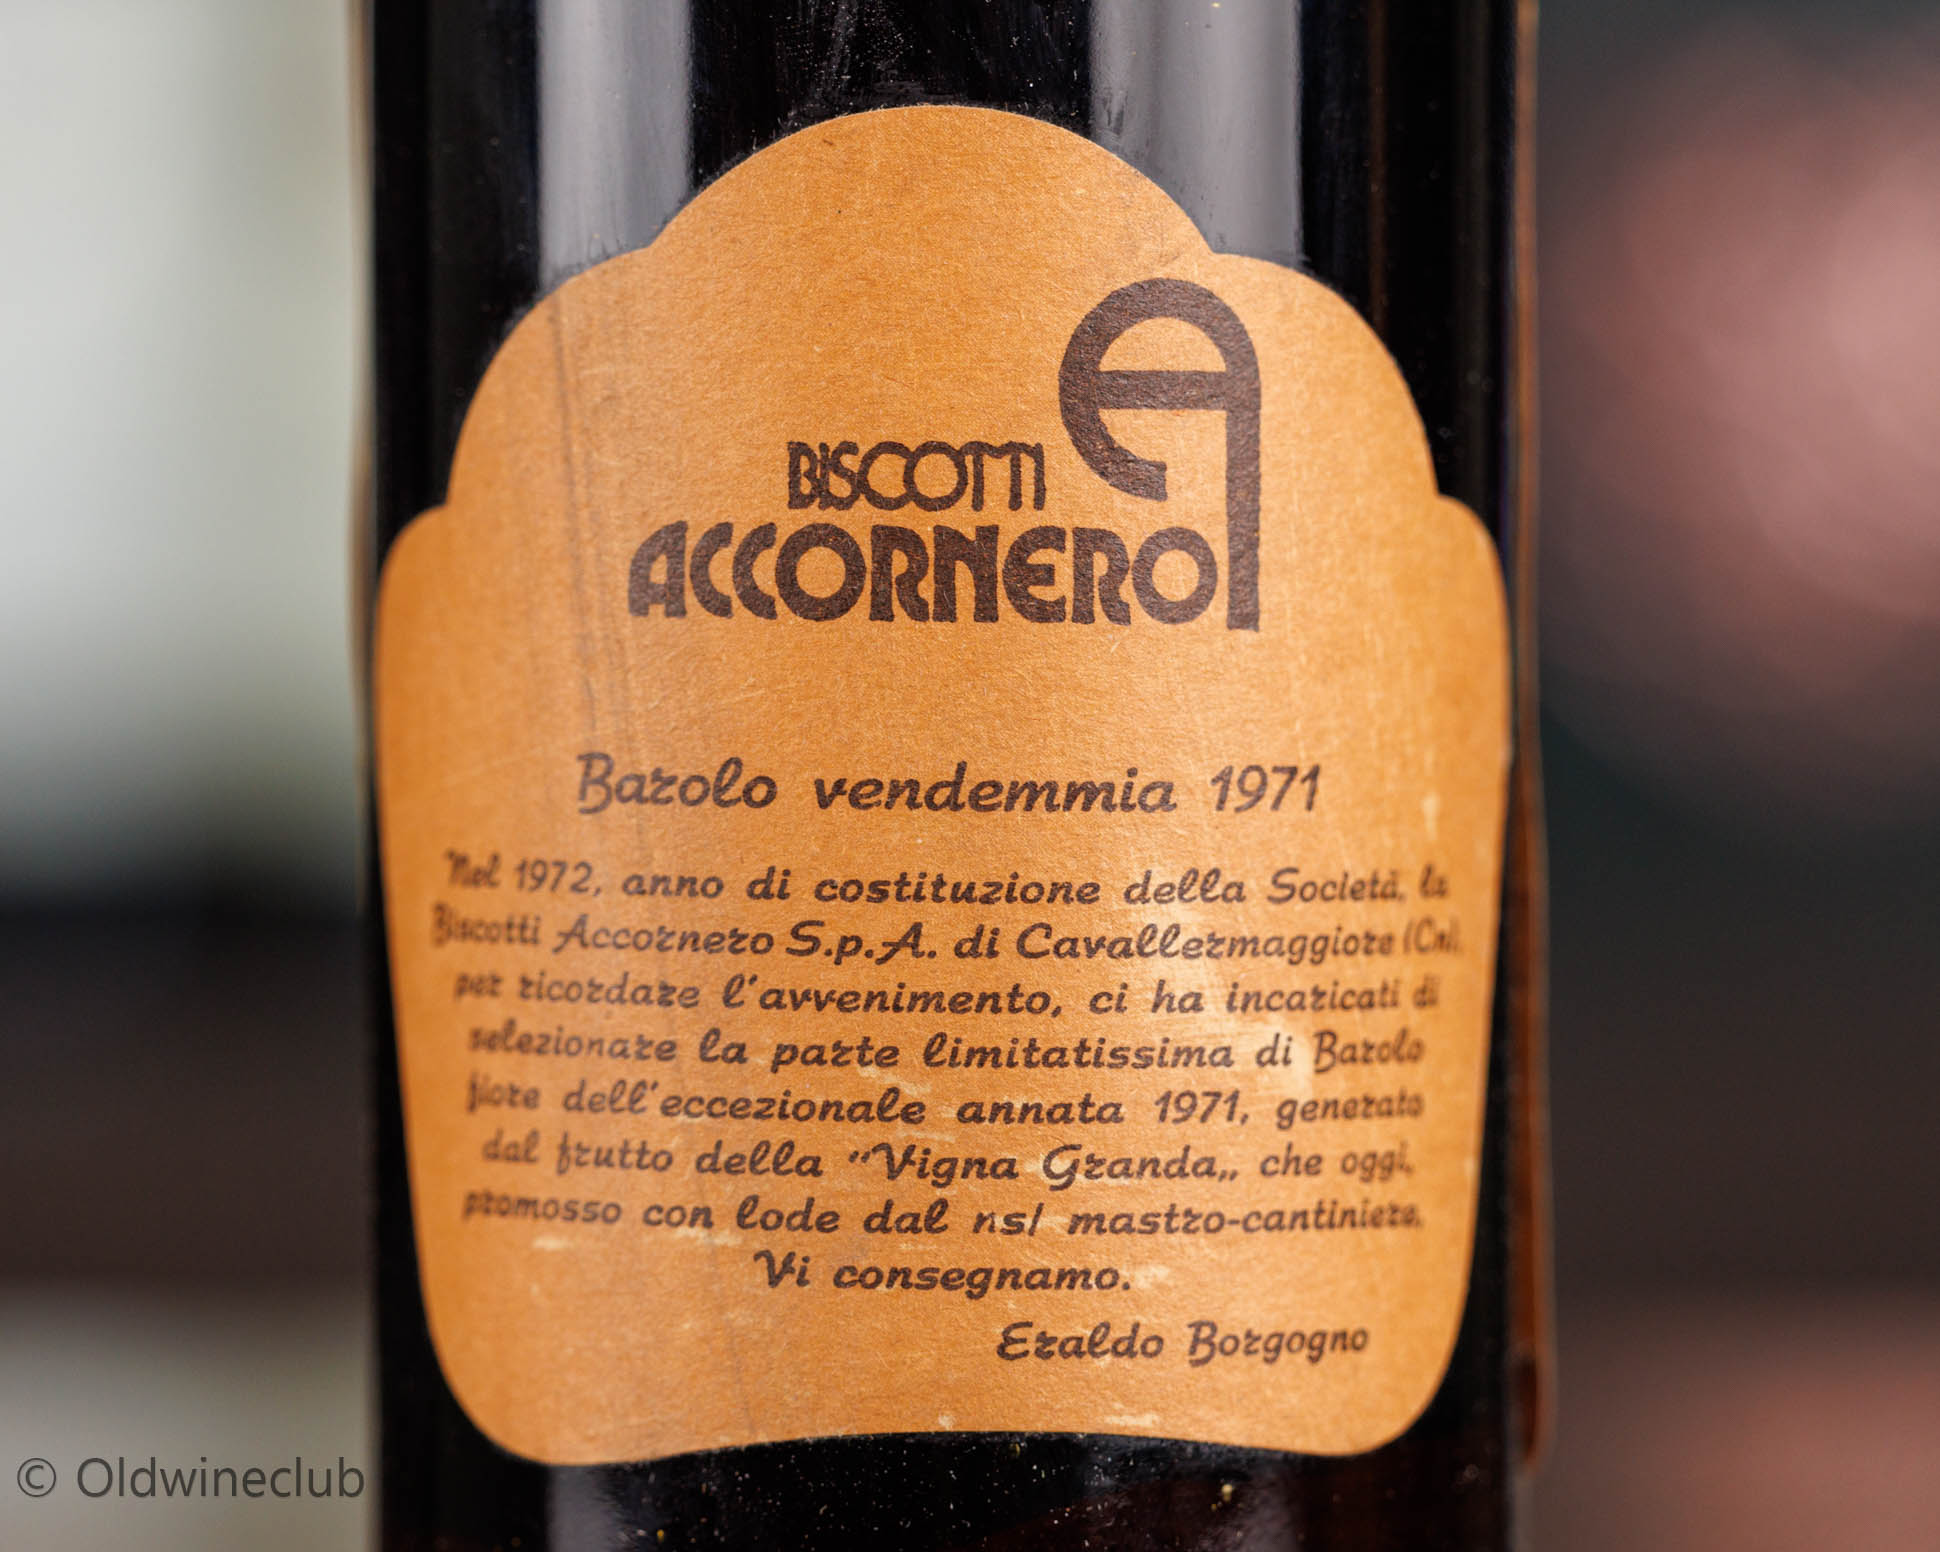 A
BiSCOTTI
ACCORNERO
Barolo vendemmia 1971
Nel 1972, anno di costituzione della Società, la
Biscotti Accornero S.p.A. di Cavallermaggiore (Cn),
per ricordare l'avvenimento, ci ha incaricati di
selezionare la parte limitatissima di Barolo
fiore dell'eccezionale annata 1971, generato
dal frutto della "Vigna Granda„ che oggi,
promosso con lode dal ns/ mastro-cantiniere,
Vi consegnamo.
Eraldo Borgogno
© Oldwineclub